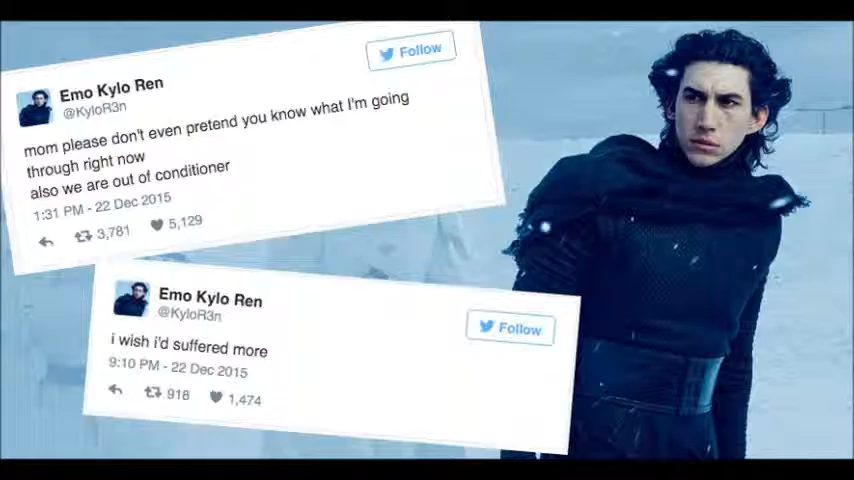 Emo Kylo Ren
@KyloR3n
Follow
mom please don't even pretend you know what I'm going
through right now
also we are out of conditioner
1:31 PM - 22 Dec 2015
3,781 5,129
Emo Kylo Ren
@KyloR3n
Follow
i wish i'd suffered more
9:10 PM - 22 Dec 2015
918 1,474